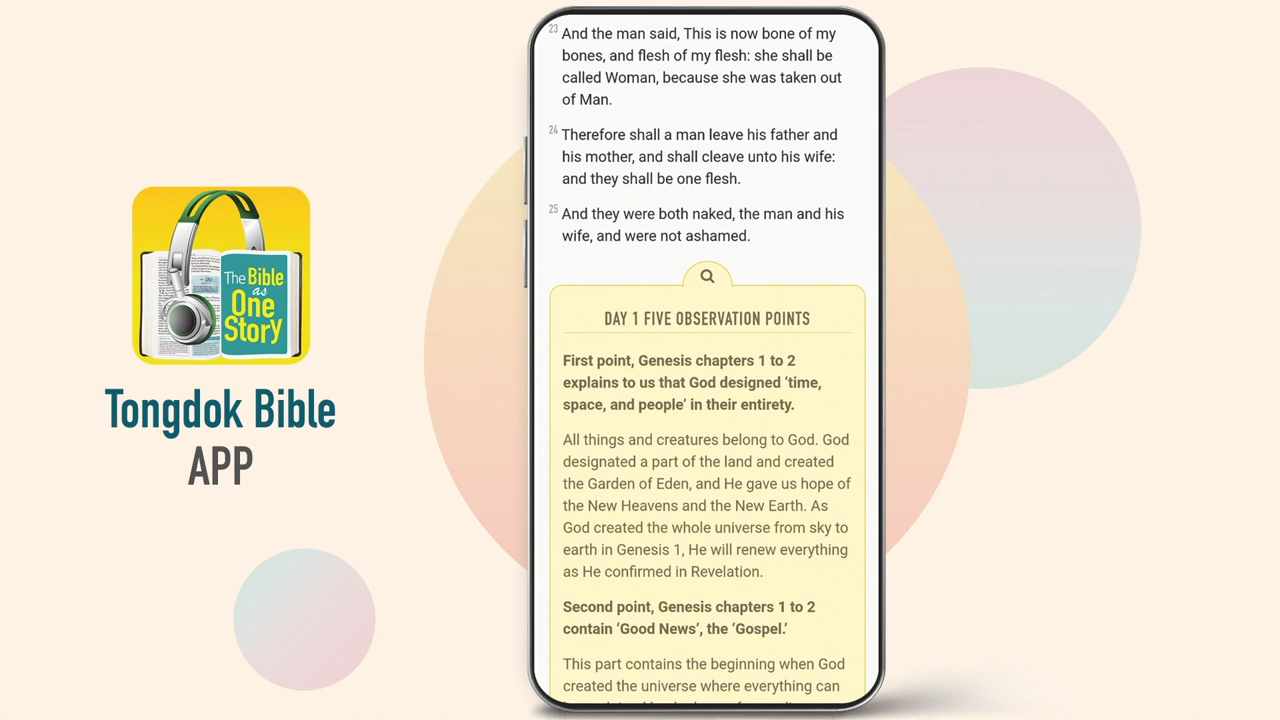 The Bible
as
One
Story
Tongdok Bible
APP
23 And the man said, This is now bone of my
bones, and flesh of my flesh: she shall be
called Woman, because she was taken out
of Man.
24 Therefore shall a man leave his father and
his mother, and shall cleave unto his wife:
and they shall be one flesh.
25 And they were both naked, the man and his
wife, and were not ashamed.
DAY 1 FIVE OBSERVATION POINTS
First point, Genesis chapters 1 to 2
explains to us that God designed ‘time,
space, and people’ in their entirety.
All things and creatures belong to God. God
designated a part of the land and created
the Garden of Eden, and He gave us hope of
the New Heavens and the New Earth. As
God created the whole universe from sky to
earth in Genesis 1, He will renew everything
as He confirmed in Revelation.
Second point, Genesis chapters 1 to 2
contain ‘Good News’, the ‘Gospel.’
This part contains the beginning when God
created the universe where everything can